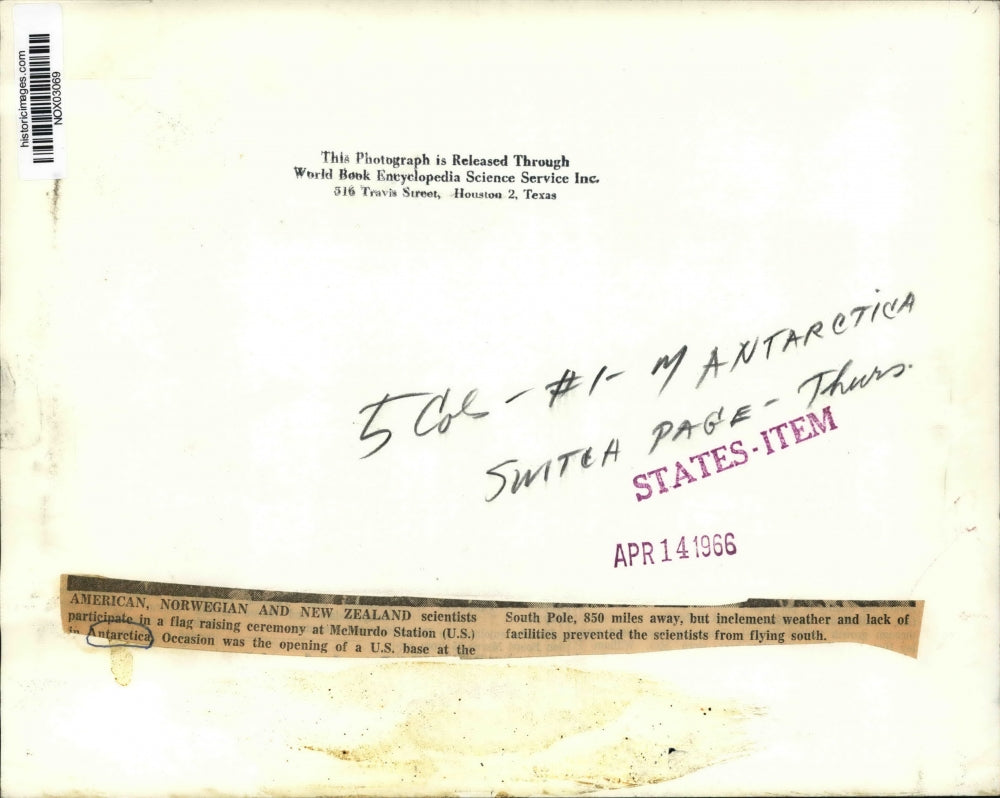 historicimages.com
NOX03069
This Photograph is Released Through
World Book Encyclopedia Science Service Inc.
516 Travis Street, Houston 2, Texas
5 Col - #1- M ANTARCTICA
SWITCH PAGE - Thurs.
STATES-ITEM
APR 14 1966
AMERICAN, NORWEGIAN AND NEW ZEALAND scientists
participate in a flag raising ceremony at McMurdo Station (U.S.)
in Antarctica. Occasion was the opening of a U.S. base at the
South Pole, 850 miles away, but inclement weather and lack of
facilities prevented the scientists from flying south.